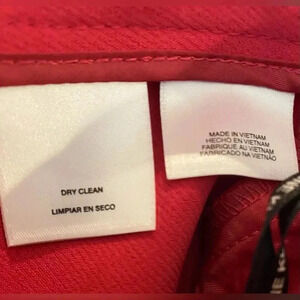 DRY CLEAN
LIMPIAR EN SECO
MADE IN VIETNAM
HECHO EN VIETNAM
FABRIQUE AU VIETNAM
FABRICADO NA VIETNÃO